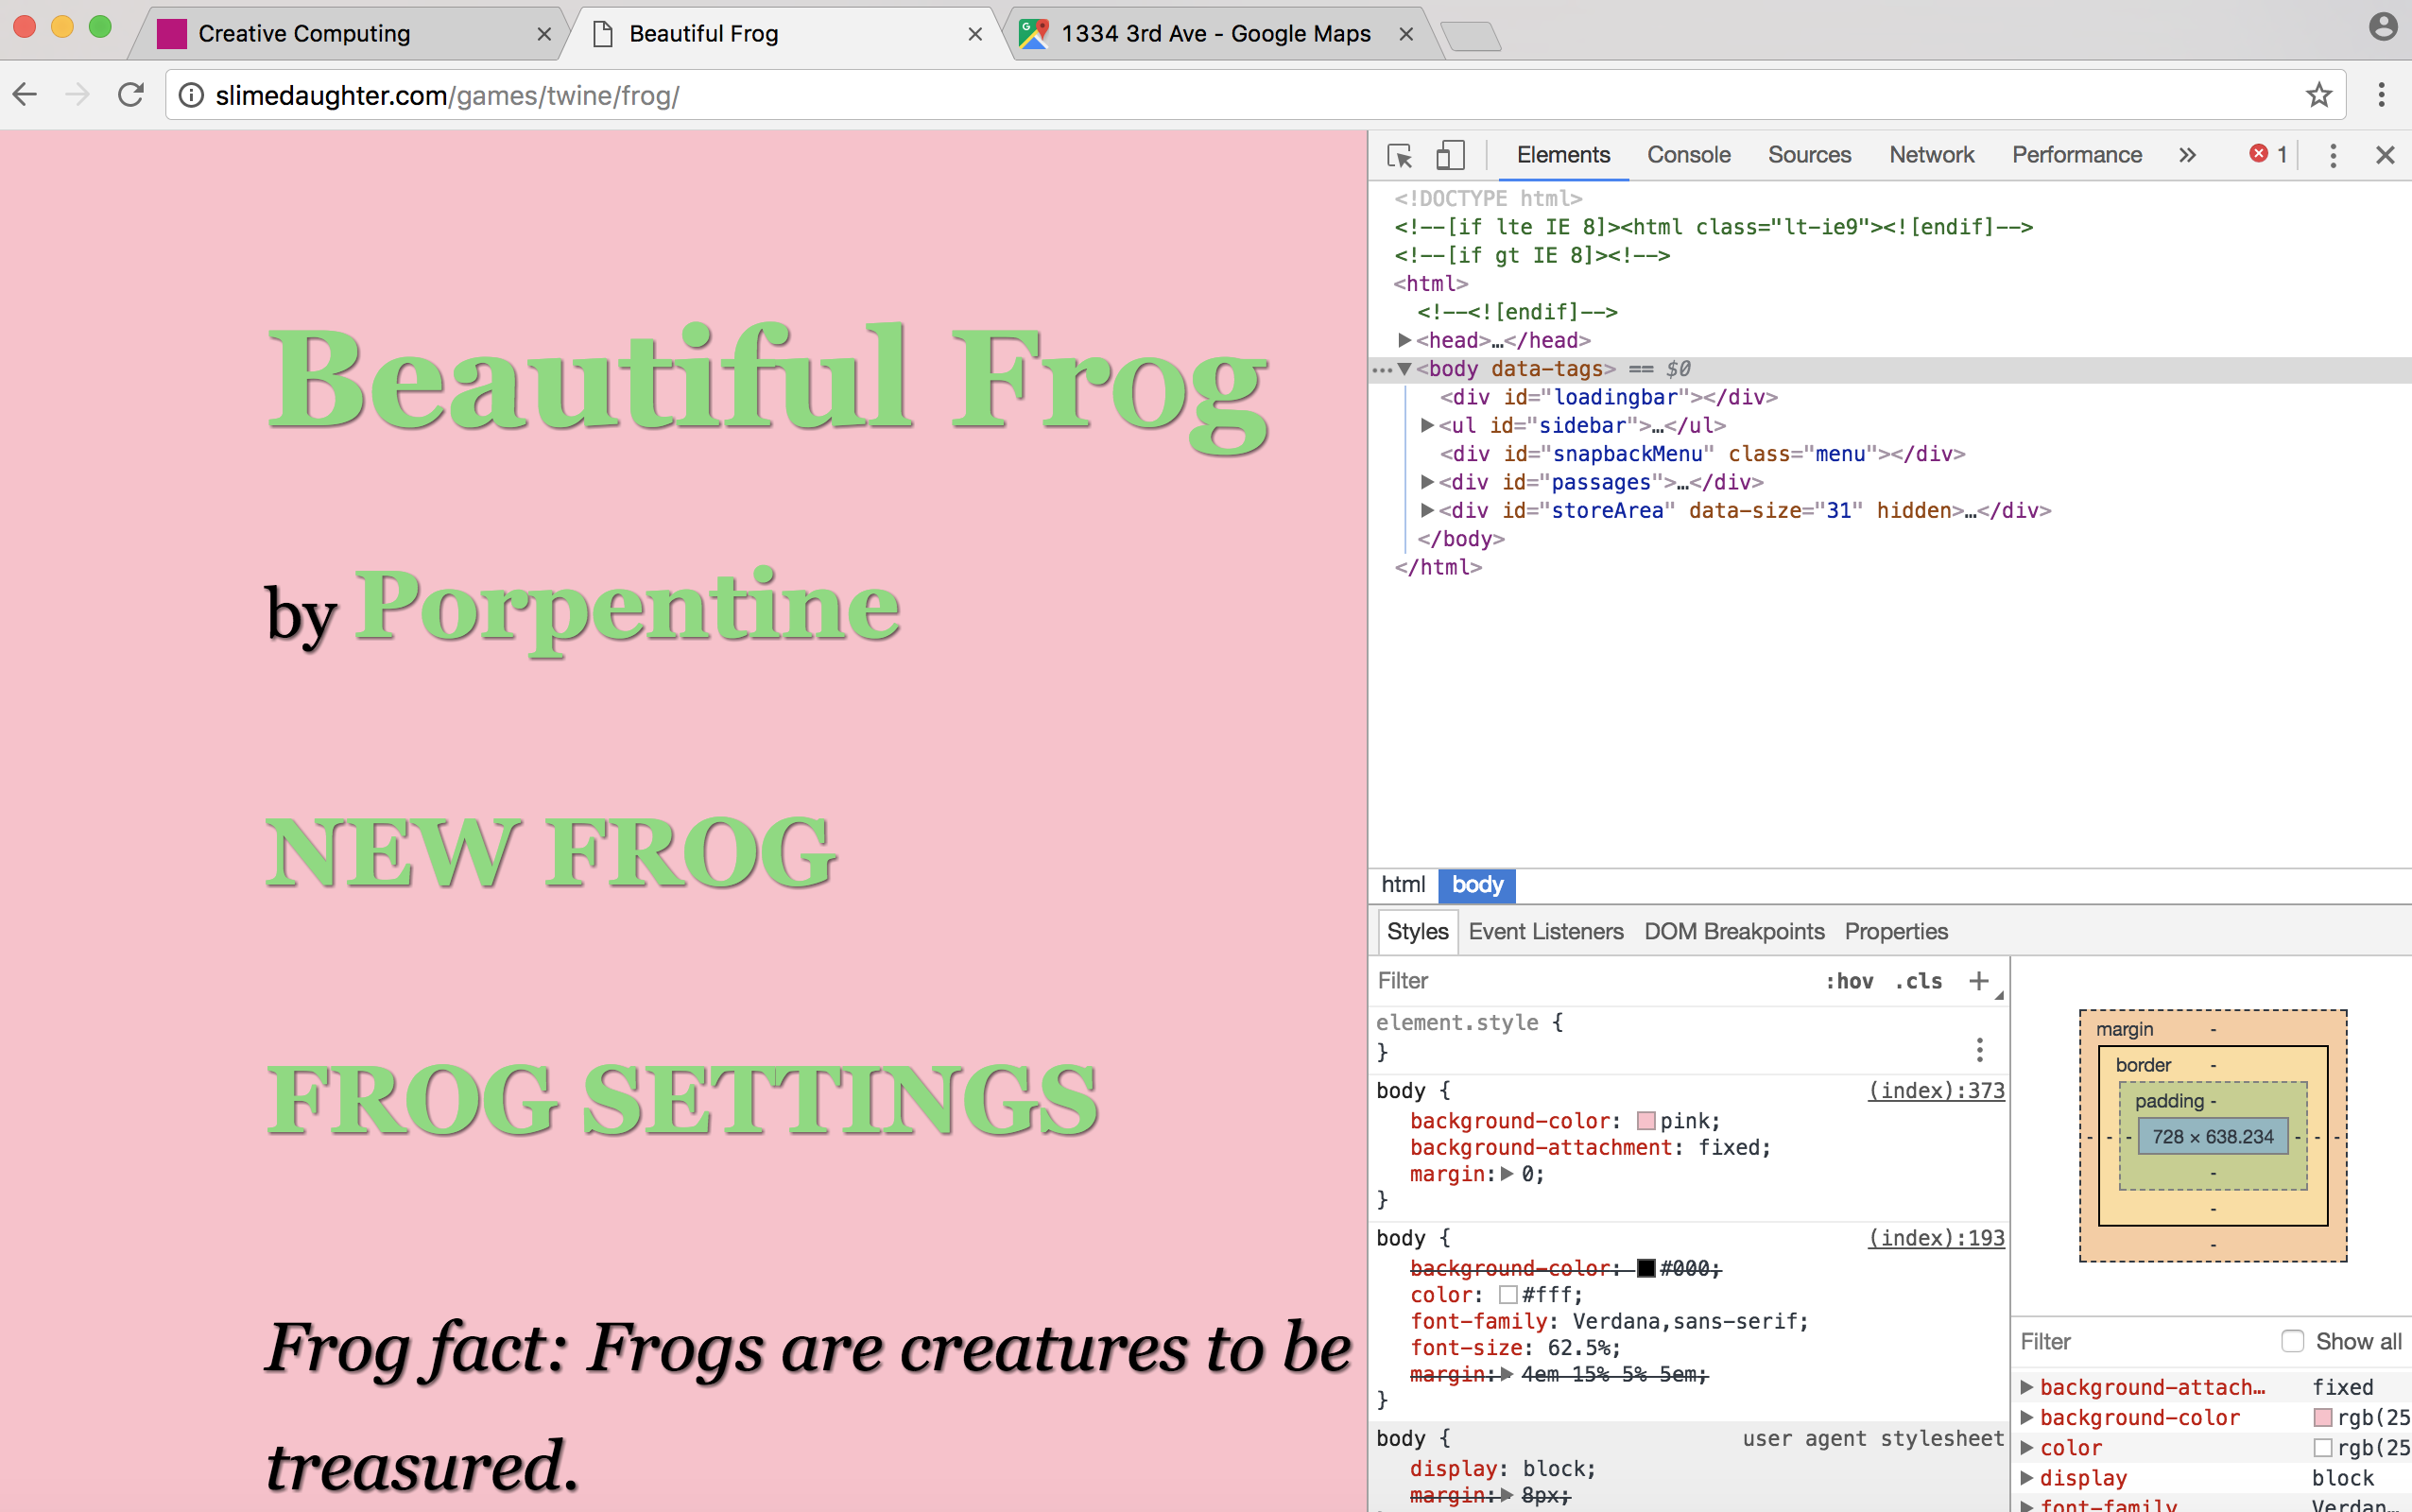 Creative Computing
Beautiful Frog
1334 3rd Ave - Google Maps
slimedaughter.com/games/twine/frog/
Beautiful Frog
by Porpentine
NEW FROG
FROG SETTINGS
Frog fact: Frogs are creatures to be
treasured.
Elements Console Sources Network Performance » 1
<!DOCTYPE html>
<!--[if lte IE 8]><html class="lt-ie9"><![endif]-->
<!--[if gt IE 8]><!-->
<html>
<!--<![endif]-->
<head>…</head>
<body data-tags> == $0
<div id="loadingbar"></div>
<ul id="sidebar">…</ul>
<div id="snapbackMenu" class="menu"></div>
<div id="passages">…</div>
<div id="storeArea" data-size="31" hidden>…</div>
</body>
</html>
html body
Styles Event Listeners DOM Breakpoints Properties
Filter :hov .cls +
element.style {
}
body { (index):373
background-color: pink;
background-attachment: fixed;
margin: 0;
}
body { (index):193
background-color: #000;
color: #fff;
font-family: Verdana,sans-serif;
font-size: 62.5%;
margin: 4em 15% 5% 5em;
}
body { user agent stylesheet
display: block;
margin: 8px;
margin -
border -
padding -
- - - 728 × 638.234 - - -
-
-
-
Filter Show all
background-attach… fixed
background-color rgb(25
color rgb(25
display block
font-family Verdan…